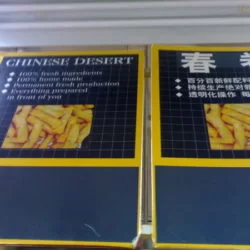 CHINESE DESERT
100% fresh ingredients
100% home made
Permanent fresh production
Everything prepared
in front of you
春
百分百新鲜配料
持续生产绝对新
透明化操作